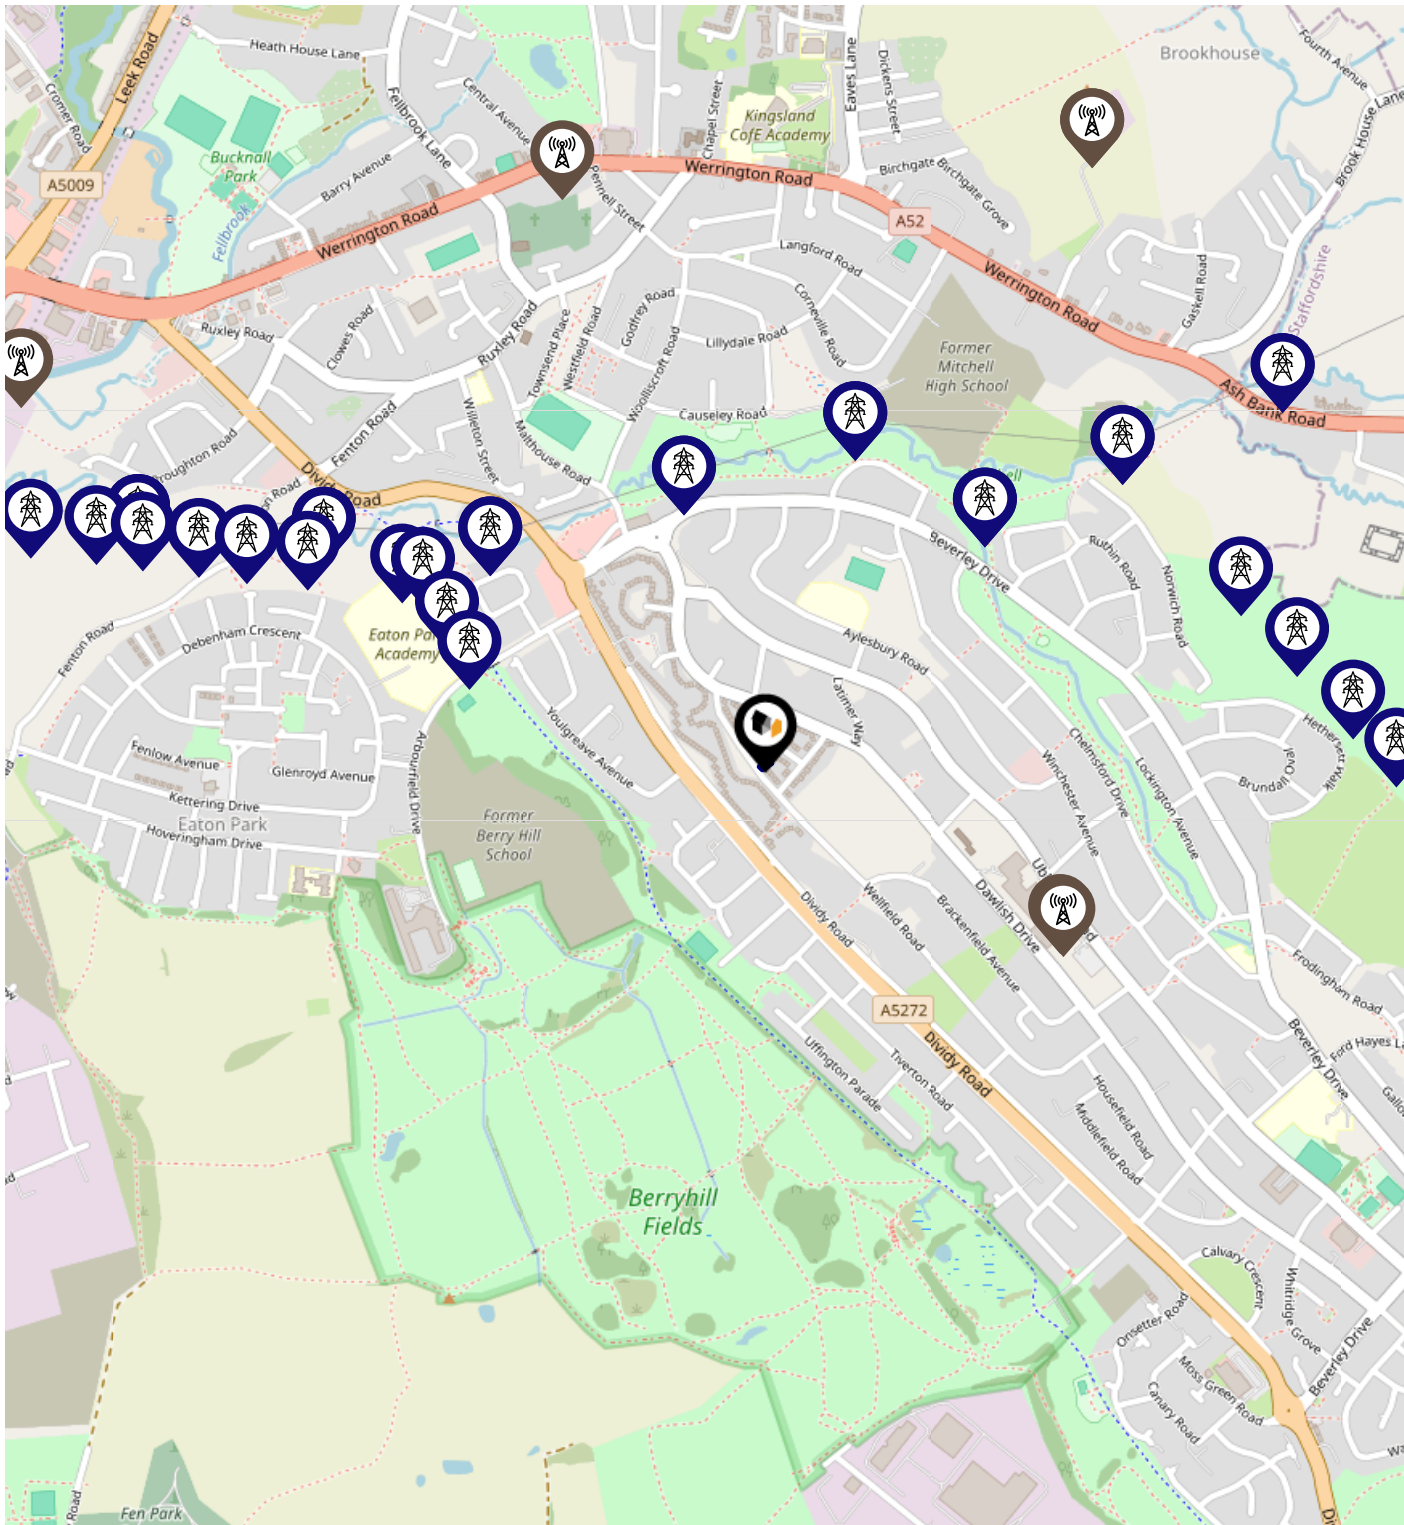 Heath House Lane
Leek Road
Cromer Road
Fellbrook Lane
Central Avenue
Chapel Street
Eaves Lane
Dickens Street
Brookhouse
Fourth Avenue
Brook House Lane
Kingsland
CofE Academy
Bucknall
Park
A5009
Barry Avenue
Fellbrook
Werrington Road
Pennell Street
Werrington Road
Birchgate
Birchgate Grove
A52
Langford Road
Werrington Road
Gaskell Road
Staffordshire
Ruxley Road
Clowes Road
Ruxley Road
Townsend Place
Westfield Road
Godfrey Road
Woolliscroft Road
Lillydale Road
Corneville Road
Former
Mitchell
High School
Ash Bank Road
Causeley Road
Willeton Street
Malthouse Road
Fenton Road
Dividy Road
Beverley Drive
Ruthin Road
Norwich Road
Fenton Road
Debenham Crescent
Academy
Aylesbury Road
Latimer Way
Youlgreave Avenue
Arbourfield Drive
Fenlow Avenue
Glenroyd Avenue
Kettering Drive
Eaton Park
Hoveringham Drive
Former
Berry Hill
School
Winchester Avenue
Chelmsford Drive
Lockington Avenue
Hethersett Walk
Brundall Oval
Dividy Road
Wellfield Road
Dawlish Drive
Brackenfield Avenue
Frodingham Road
A5272
Dividy Road
Uffington Parade
Tiverton Road
Beverley Drive
Housefield Road
Middlefield Road
Berryhill
Fields
Calvary Crescent
Whitridge Grove
Onsetter Road
Moss Green Road
Canary Road
Beverley Drive
Fen Park
Road